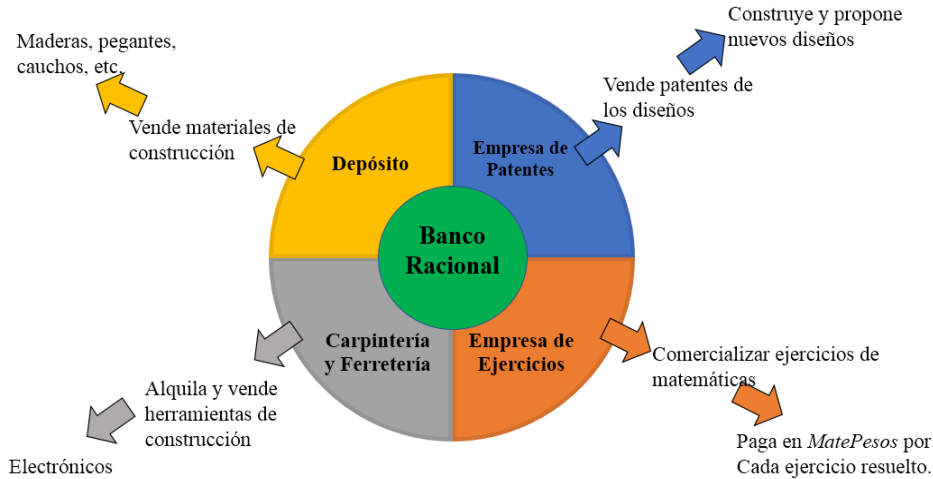 Construye y propone
nuevos diseños
Maderas, pegantes,
cauchos, etc.
Vende patentes de
los diseños
Vende materiales de
construcción
Depósito
Empresa de
Patentes
Banco
Racional
Carpintería
y Ferretería
Empresa de
Ejercicios
Comercializar ejercicios de
matemáticas
Alquila y vende
herramientas de
construcción
Paga en MatePesos por
Cada ejercicio resuelto.
Electrónicos